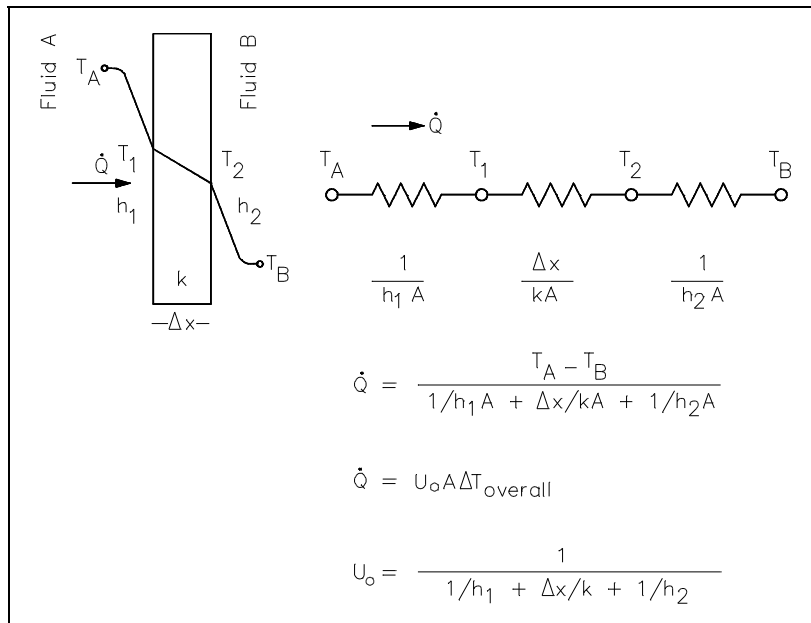 Fluid A
Fluid B
T_A
Q̇
T_1
T_2
h_1
h_2
T_B
k
Δx
Q̇
T_A T_1 T_2 T_B
1/(h_1 A) Δx/(kA) 1/(h_2 A)
Q̇ = (T_A - T_B)/(1/h_1 A + Δx/kA + 1/h_2 A)
Q̇ = U_o A ΔT_overall
U_o = 1/(1/h_1 + Δx/k + 1/h_2)